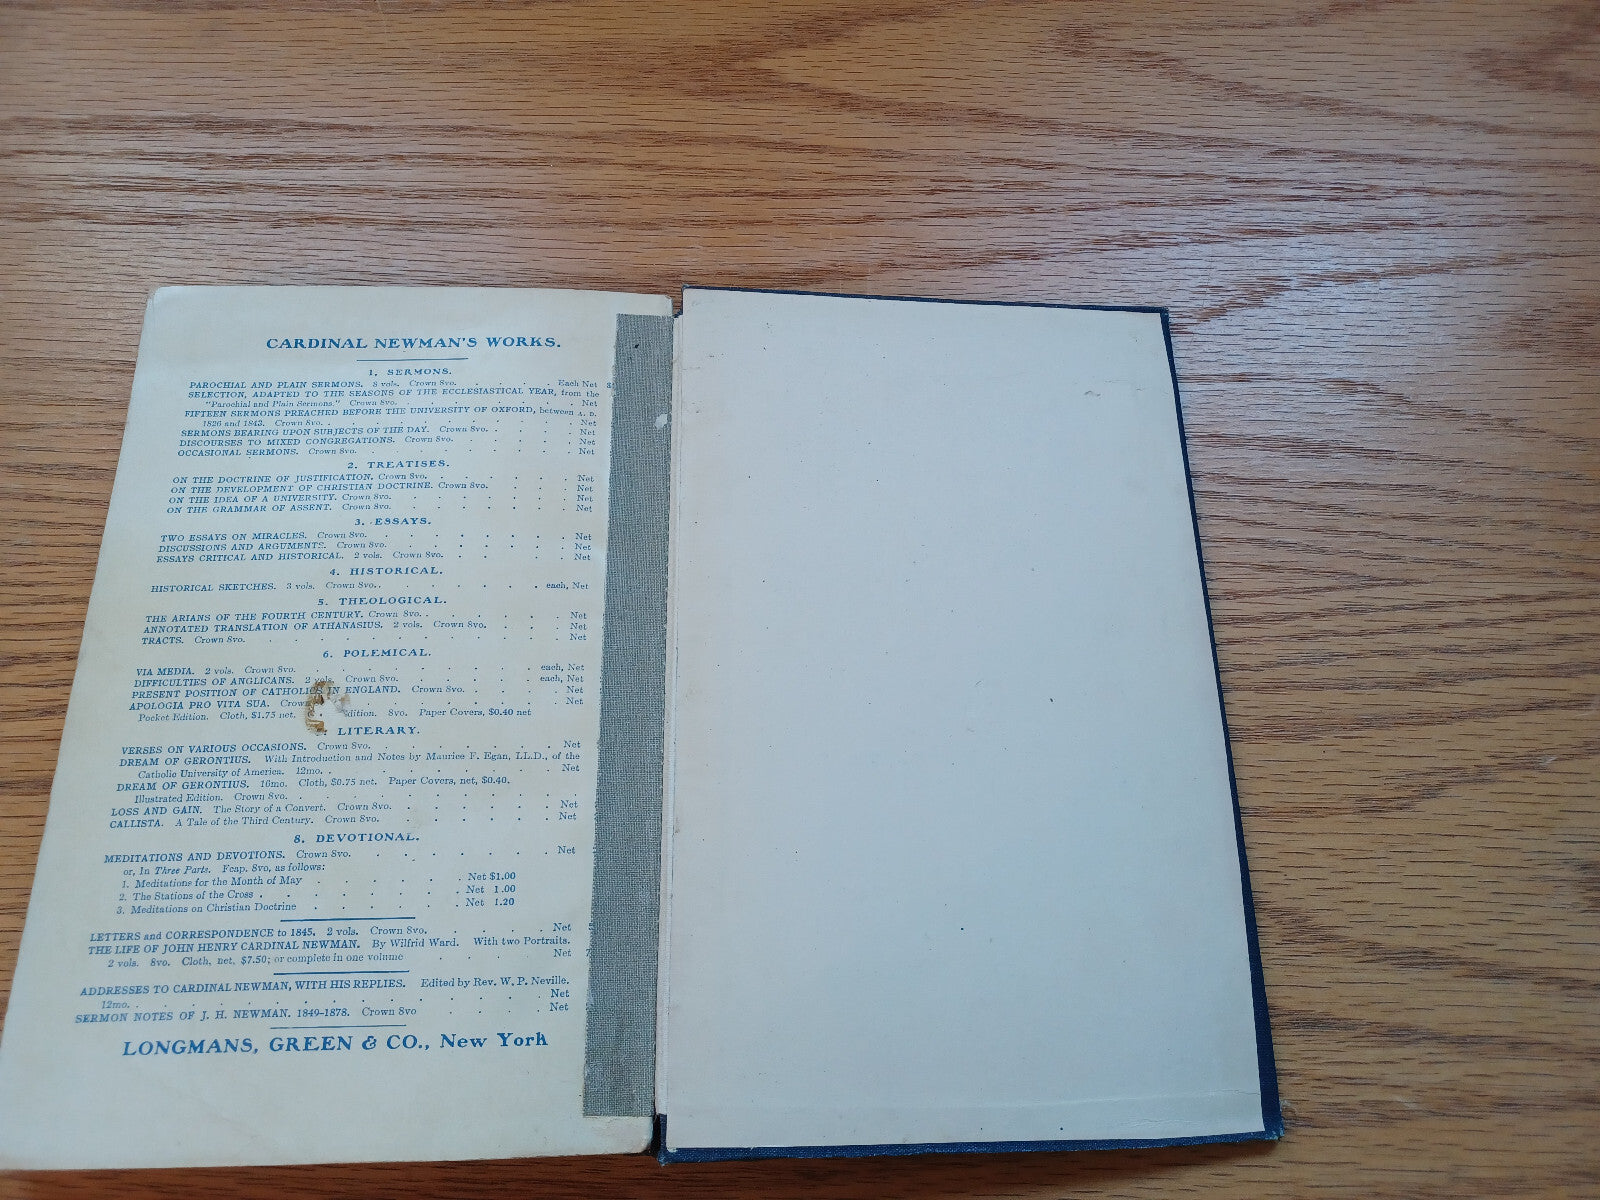 CARDINAL NEWMAN'S WORKS.
1. SERMONS.
PAROCHIAL AND PLAIN SERMONS. 8 vols. Crown 8vo. . . . . Each Net
SELECTION, ADAPTED TO THE SEASONS OF THE ECCLESIASTICAL YEAR, from the
"Parochial and Plain Sermons." Crown 8vo. . . . . . . Net
FIFTEEN SERMONS PREACHED BEFORE THE UNIVERSITY OF OXFORD, between A. D.
1826 and 1843. Crown 8vo. . . . . . . . . Net
SERMONS BEARING UPON SUBJECTS OF THE DAY. Crown 8vo. . . . . Net
DISCOURSES TO MIXED CONGREGATIONS. Crown 8vo. . . . . . Net
OCCASIONAL SERMONS. Crown 8vo. . . . . . . . . Net
2. TREATISES.
ON THE DOCTRINE OF JUSTIFICATION. Crown 8vo. . . . . . . Net
ON THE DEVELOPMENT OF CHRISTIAN DOCTRINE. Crown 8vo. . . . . Net
ON THE IDEA OF A UNIVERSITY. Crown 8vo. . . . . . . . Net
ON THE GRAMMAR OF ASSENT. Crown 8vo. . . . . . . . Net
3. ESSAYS.
TWO ESSAYS ON MIRACLES. Crown 8vo. . . . . . . . . Net
DISCUSSIONS AND ARGUMENTS. Crown 8vo. . . . . . . . Net
ESSAYS CRITICAL AND HISTORICAL. 2 vols. Crown 8vo. . . . . . Net
4. HISTORICAL.
HISTORICAL SKETCHES. 3 vols. Crown 8vo. . . . . . . . each, Net
5. THEOLOGICAL.
THE ARIANS OF THE FOURTH CENTURY. Crown 8vo. . . . . . . Net
ANNOTATED TRANSLATION OF ATHANASIUS. 2 vols. Crown 8vo. . . . Net
TRACTS. Crown 8vo. . . . . . . . . . . . Net
6. POLEMICAL.
VIA MEDIA. 2 vols. Crown 8vo. . . . . . . . . . each, Net
DIFFICULTIES OF ANGLICANS. 2 vols. Crown 8vo. . . . . . each, Net
PRESENT POSITION OF CATHOLICS IN ENGLAND. Crown 8vo. . . . . Net
APOLOGIA PRO VITA SUA. Crown . . . . . . . . Net
Pocket Edition. Cloth, $1.75 net. dition. 8vo. Paper Covers, $0.40 net
LITERARY.
VERSES ON VARIOUS OCCASIONS. Crown 8vo. . . . . . . . Net
DREAM OF GERONTIUS. With Introduction and Notes by Maurice F. Egan, LL.D., of the
Catholic University of America. 12mo. . . . . . . . . Net
DREAM OF GERONTIUS. 16mo. Cloth, $0.75 net. Paper Covers, net, $0.40.
Illustrated Edition. Crown 8vo. . . . . . . . . . .
LOSS AND GAIN. The Story of a Convert. Crown 8vo. . . . . . . Net
CALLISTA. A Tale of the Third Century. Crown 8vo. . . . . . . Net
8. DEVOTIONAL.
MEDITATIONS AND DEVOTIONS. Crown 8vo. . . . . . . . Net
or, In Three Parts. Fcap. 8vo, as follows:
1. Meditations for the Month of May . . . . . . Net $1.00
2. The Stations of the Cross . . . . . . . . Net 1.00
3. Meditations on Christian Doctrine . . . . . . Net 1.20
LETTERS and CORRESPONDENCE to 1845. 2 vols. Crown 8vo. . . . . Net
THE LIFE OF JOHN HENRY CARDINAL NEWMAN. By Wilfrid Ward. With two Portraits.
2 vols. 8vo. Cloth, net, $7.50; or complete in one volume . . . . Net
ADDRESSES TO CARDINAL NEWMAN, WITH HIS REPLIES. Edited by Rev. W. P. Neville.
12mo. . . . . . . . . . . . . . . Net
SERMON NOTES OF J. H. NEWMAN. 1849-1878. Crown 8vo . . . . Net
LONGMANS, GREEN & CO., New York